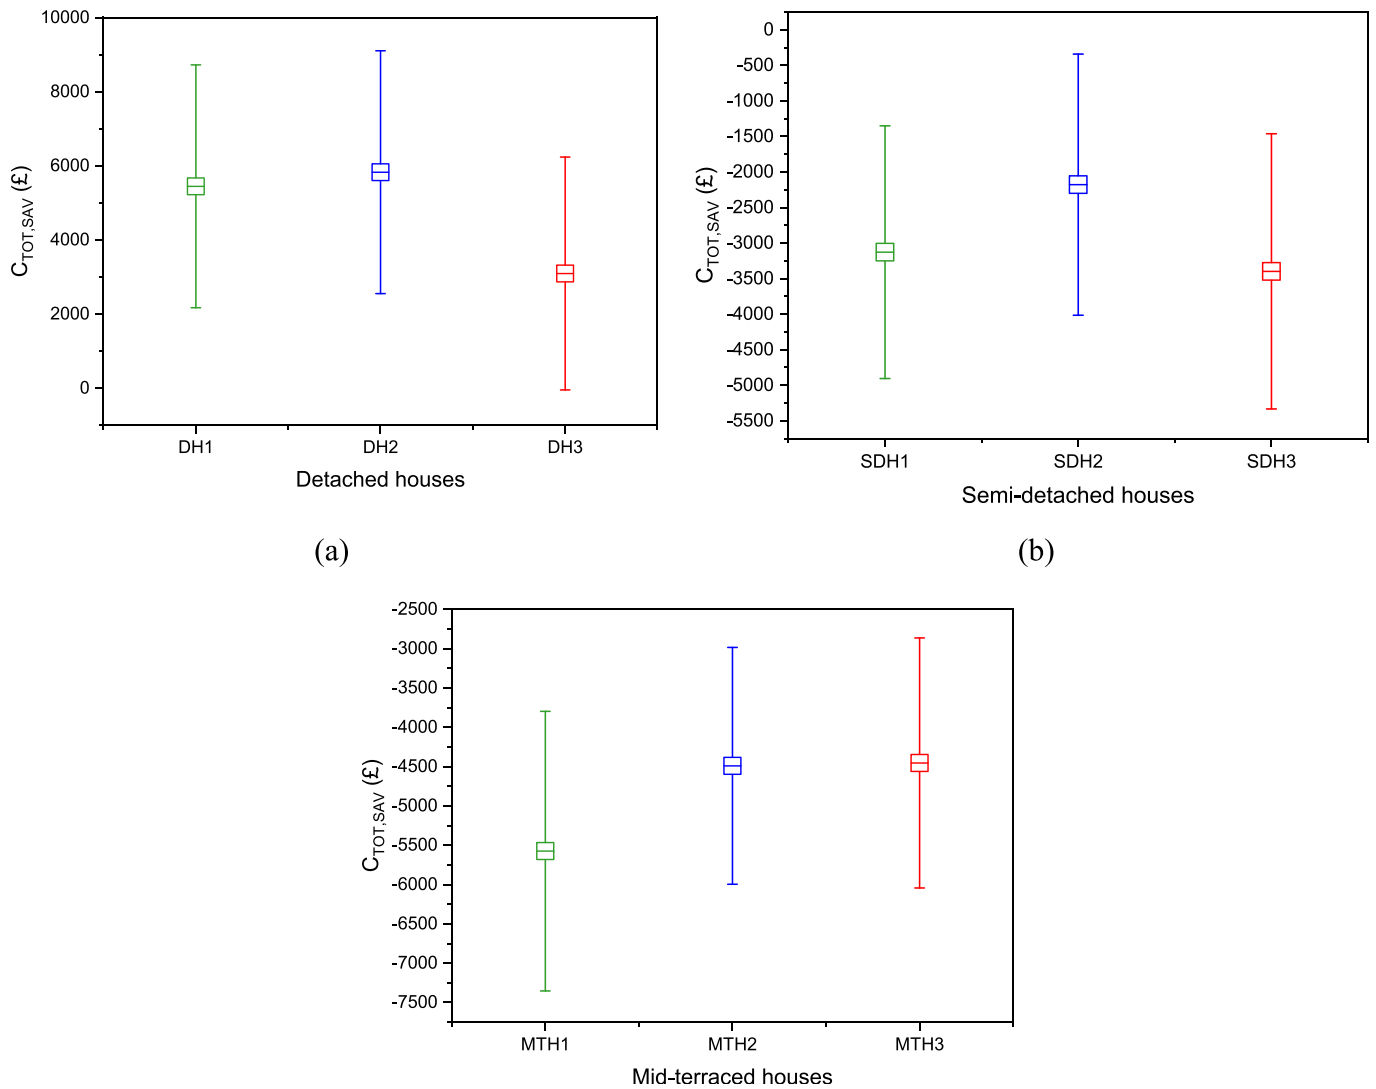 10000
8000
6000
4000
2000
0
C_TOT,SAV (£)
DH1 DH2 DH3
Detached houses
(a)
0
-500
-1000
-1500
-2000
-2500
-3000
-3500
-4000
-4500
-5000
-5500
C_TOT,SAV (£)
SDH1 SDH2 SDH3
Semi-detached houses
(b)
-2500
-3000
-3500
-4000
-4500
-5000
-5500
-6000
-6500
-7000
-7500
C_TOT,SAV (£)
MTH1 MTH2 MTH3
Mid-terraced houses